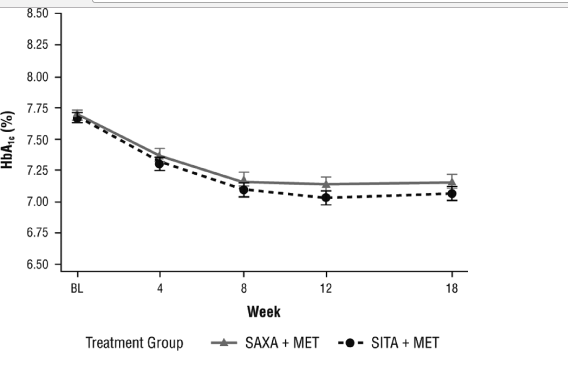 8.50
8.25
8.00
7.75
7.50
7.25
7.00
6.75
6.50
HbA1c (%)
BL 4 8 12 18
Week
Treatment Group SAXA + MET SITA + MET